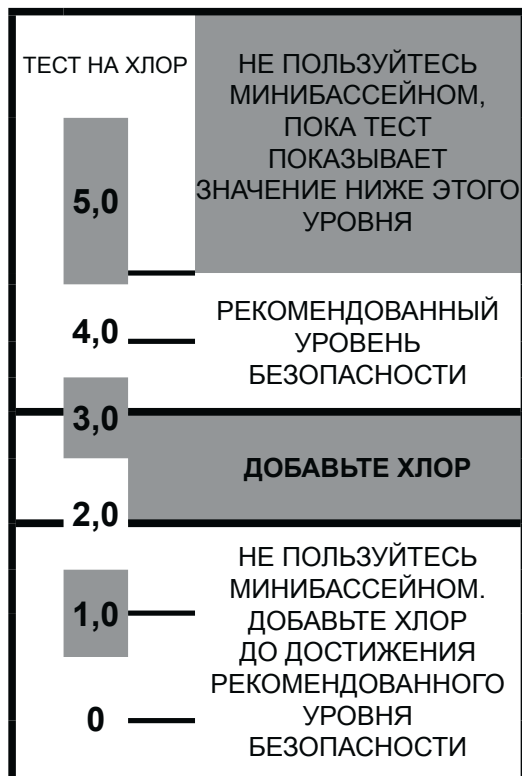 ТЕСТ НА ХЛОР
НЕ ПОЛЬЗУЙТЕСЬ
МИНИБАССЕЙНОМ,
ПОКА ТЕСТ
ПОКАЗЫВАЕТ
ЗНАЧЕНИЕ НИЖЕ ЭТОГО
УРОВНЯ
5,0
4,0
РЕКОМЕНДОВАННЫЙ
УРОВЕНЬ
БЕЗОПАСНОСТИ
3,0
ДОБАВЬТЕ ХЛОР
2,0
НЕ ПОЛЬЗУЙТЕСЬ
МИНИБАССЕЙНОМ.
ДОБАВЬТЕ ХЛОР
ДО ДОСТИЖЕНИЯ
РЕКОМЕНДОВАННОГО
УРОВНЯ
БЕЗОПАСНОСТИ
1,0
0